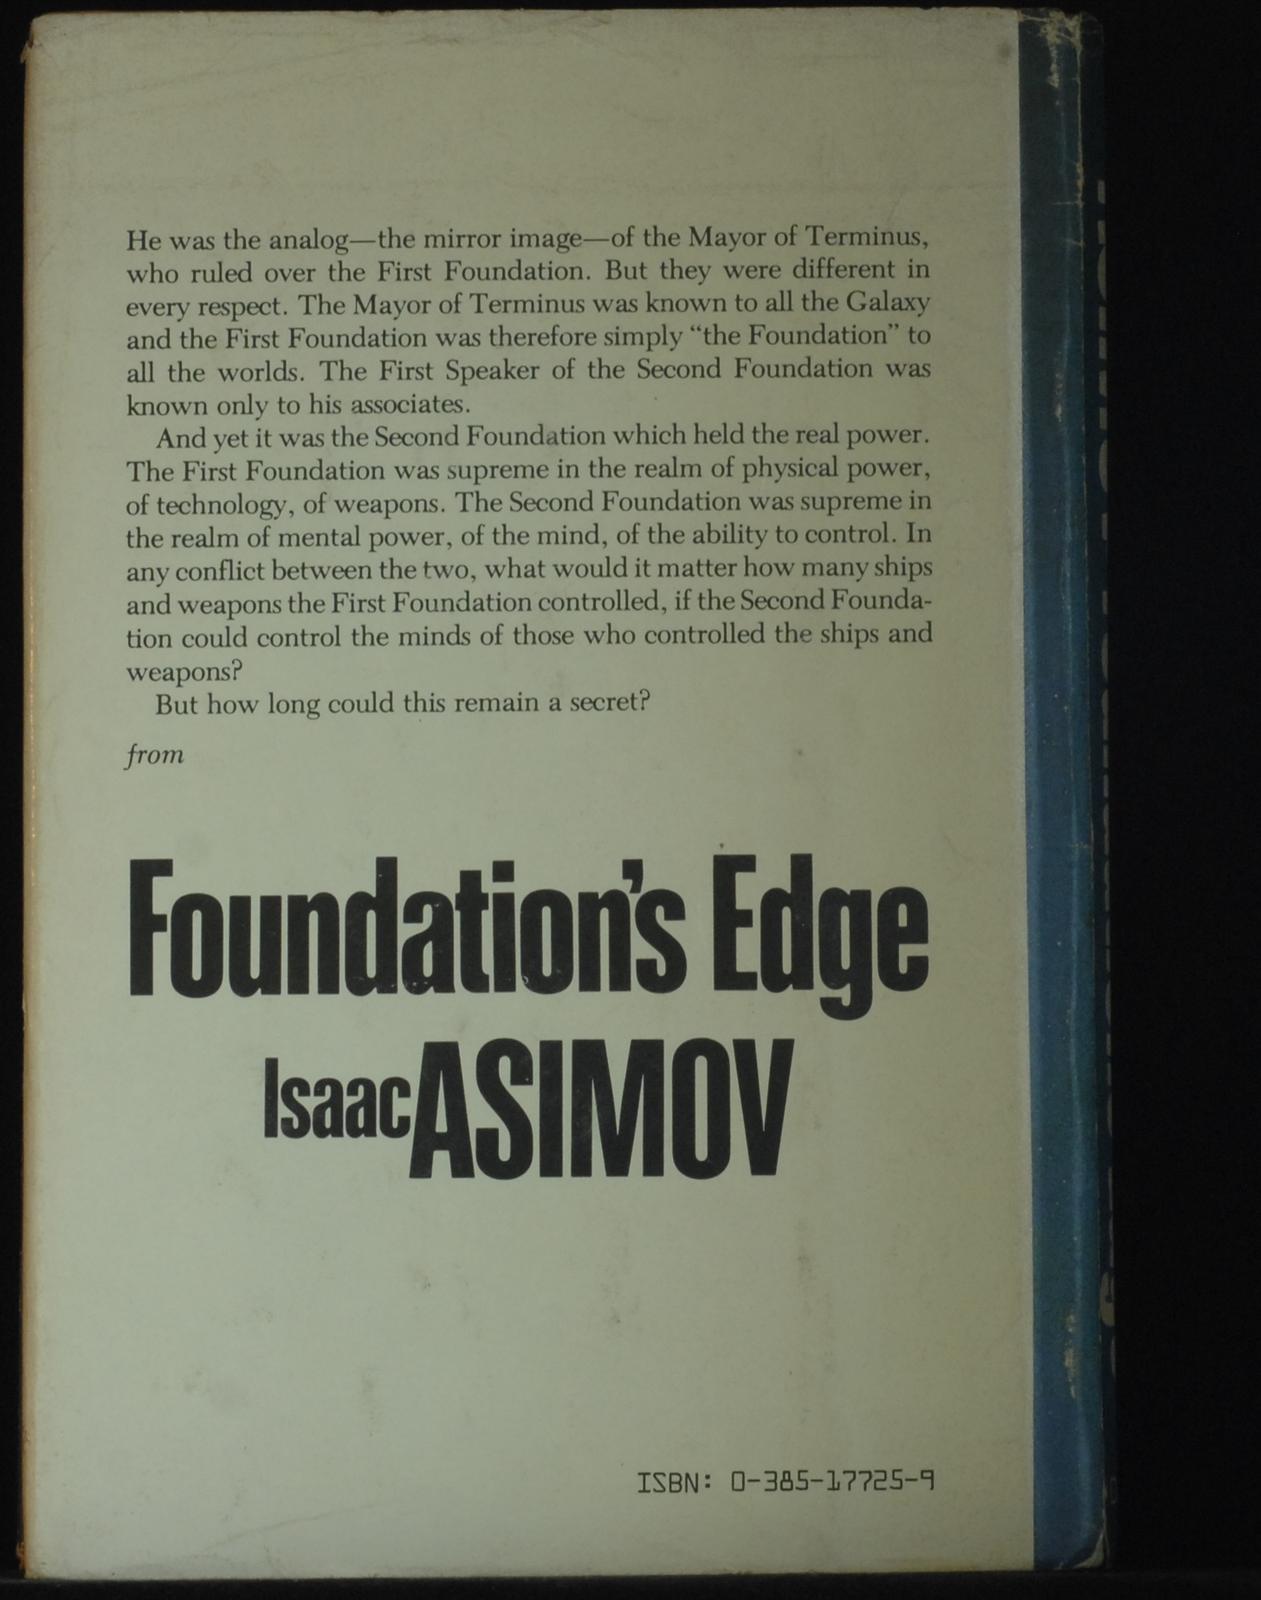 He was the analog—the mirror image—of the Mayor of Terminus,
who ruled over the First Foundation. But they were different in
every respect. The Mayor of Terminus was known to all the Galaxy
and the First Foundation was therefore simply “the Foundation” to
all the worlds. The First Speaker of the Second Foundation was
known only to his associates.
And yet it was the Second Foundation which held the real power.
The First Foundation was supreme in the realm of physical power,
of technology, of weapons. The Second Foundation was supreme in
the realm of mental power, of the mind, of the ability to control. In
any conflict between the two, what would it matter how many ships
and weapons the First Foundation controlled, if the Second Founda-
tion could control the minds of those who controlled the ships and
weapons?
But how long could this remain a secret?
from
Foundation's Edge
Isaac ASIMOV
ISBN: 0-385-17725-9